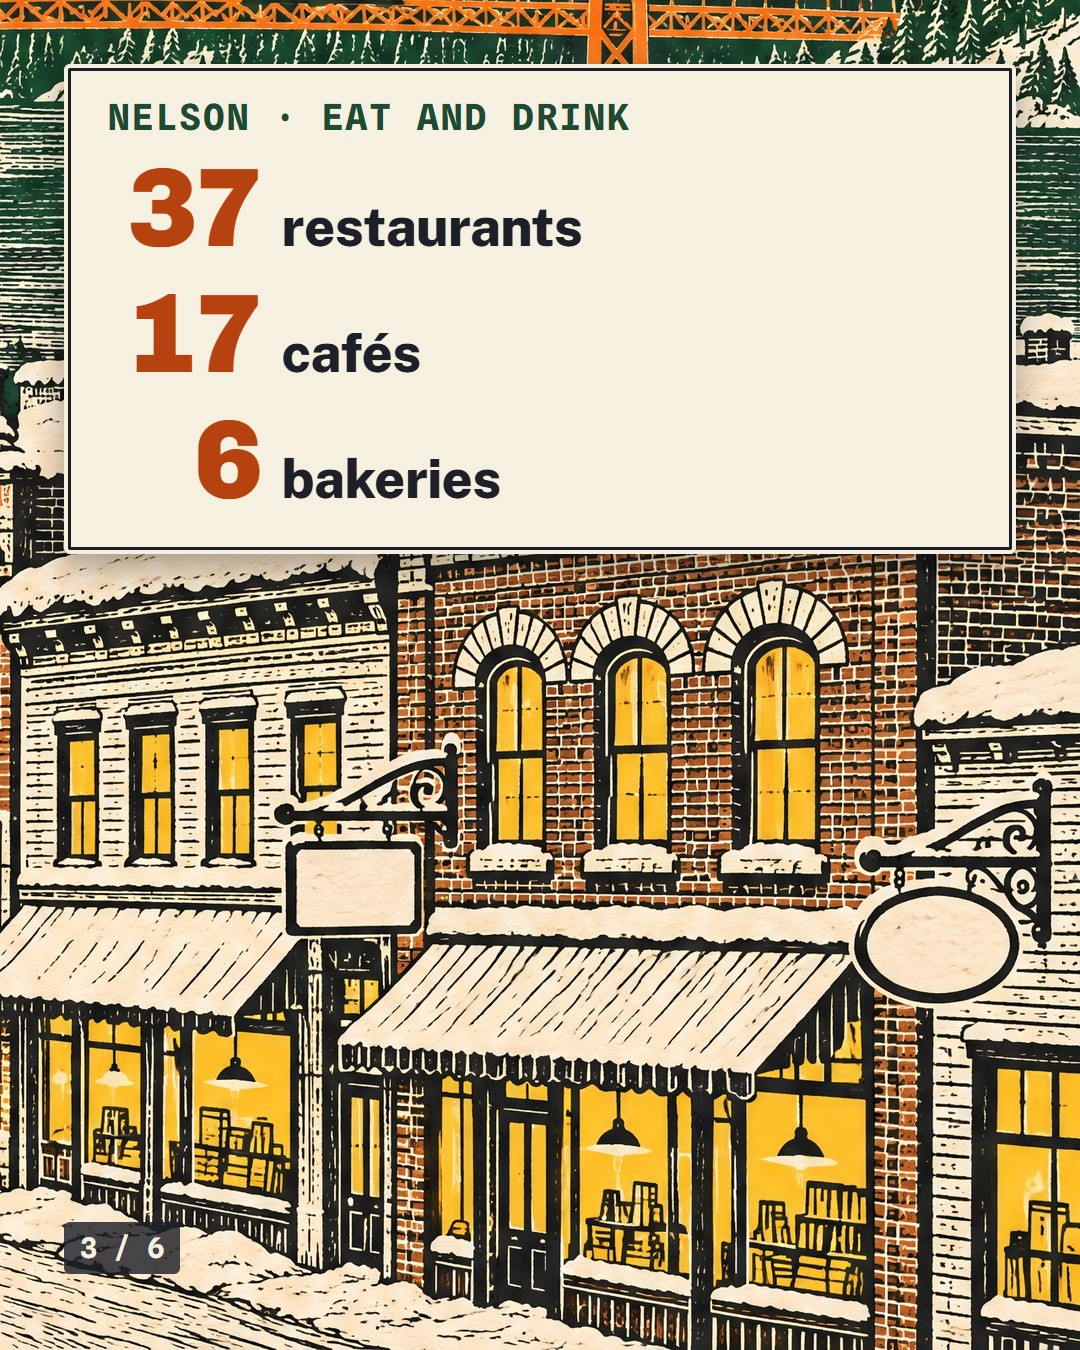 NELSON · EAT AND DRINK
37 restaurants
17 cafés
6 bakeries
3 / 6